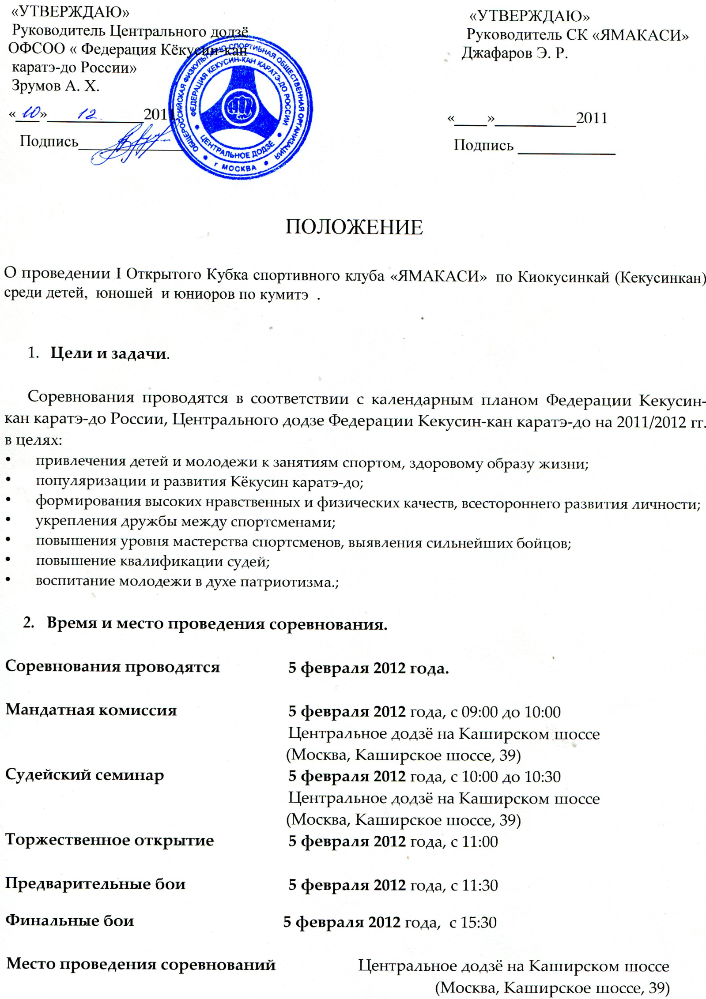 «УТВЕРЖДАЮ»
Руководитель Центрального додзё
ОФСОО « Федерация Кёкусин-кан
каратэ-до России»
Зрумов А. Х.
«10» 12. 2011
Подпись
«УТВЕРЖДАЮ»
Руководитель СК «ЯМАКАСИ»
Джафаров Э. Р.
«____»__________2011
Подпись ____________
ОБЩЕРОССИЙСКАЯ ФИЗКУЛЬТУРНО-СПОРТИВНАЯ ОБЩЕСТВЕННАЯ ОРГАНИЗАЦИЯ
ФЕДЕРАЦИЯ КЕКУСИН-КАН КАРАТЭ-ДО РОССИИ
ЦЕНТРАЛЬНОЕ ДОДЗЁ
г МОСКВА
ПОЛОЖЕНИЕ
О проведении I Открытого Кубка спортивного клуба «ЯМАКАСИ» по Киокусинкай (Кекусинкан)
среди детей, юношей и юниоров по кумитэ .
1. Цели и задачи.
Соревнования проводятся в соответствии с календарным планом Федерации Кекусин-
кан каратэ-до России, Центрального додзе Федерации Кекусин-кан каратэ-до на 2011/2012 гг.
в целях:
• привлечения детей и молодежи к занятиям спортом, здоровому образу жизни;
• популяризации и развития Кёкусин каратэ-до;
• формирования высоких нравственных и физических качеств, всестороннего развития личности;
• укрепления дружбы между спортсменами;
• повышения уровня мастерства спортсменов, выявления сильнейших бойцов;
• повышение квалификации судей;
• воспитание молодежи в духе патриотизма.;
2. Время и место проведения соревнования.
Соревнования проводятся 5 февраля 2012 года.
Мандатная комиссия 5 февраля 2012 года, с 09:00 до 10:00
Центральное додзё на Каширском шоссе
(Москва, Каширское шоссе, 39)
Судейский семинар 5 февраля 2012 года, с 10:00 до 10:30
Центральное додзё на Каширском шоссе
(Москва, Каширское шоссе, 39)
Торжественное открытие 5 февраля 2012 года, с 11:00
Предварительные бои 5 февраля 2012 года, с 11:30
Финальные бои 5 февраля 2012 года, с 15:30
Место проведения соревнований Центральное додзё на Каширском шоссе
(Москва, Каширское шоссе, 39)